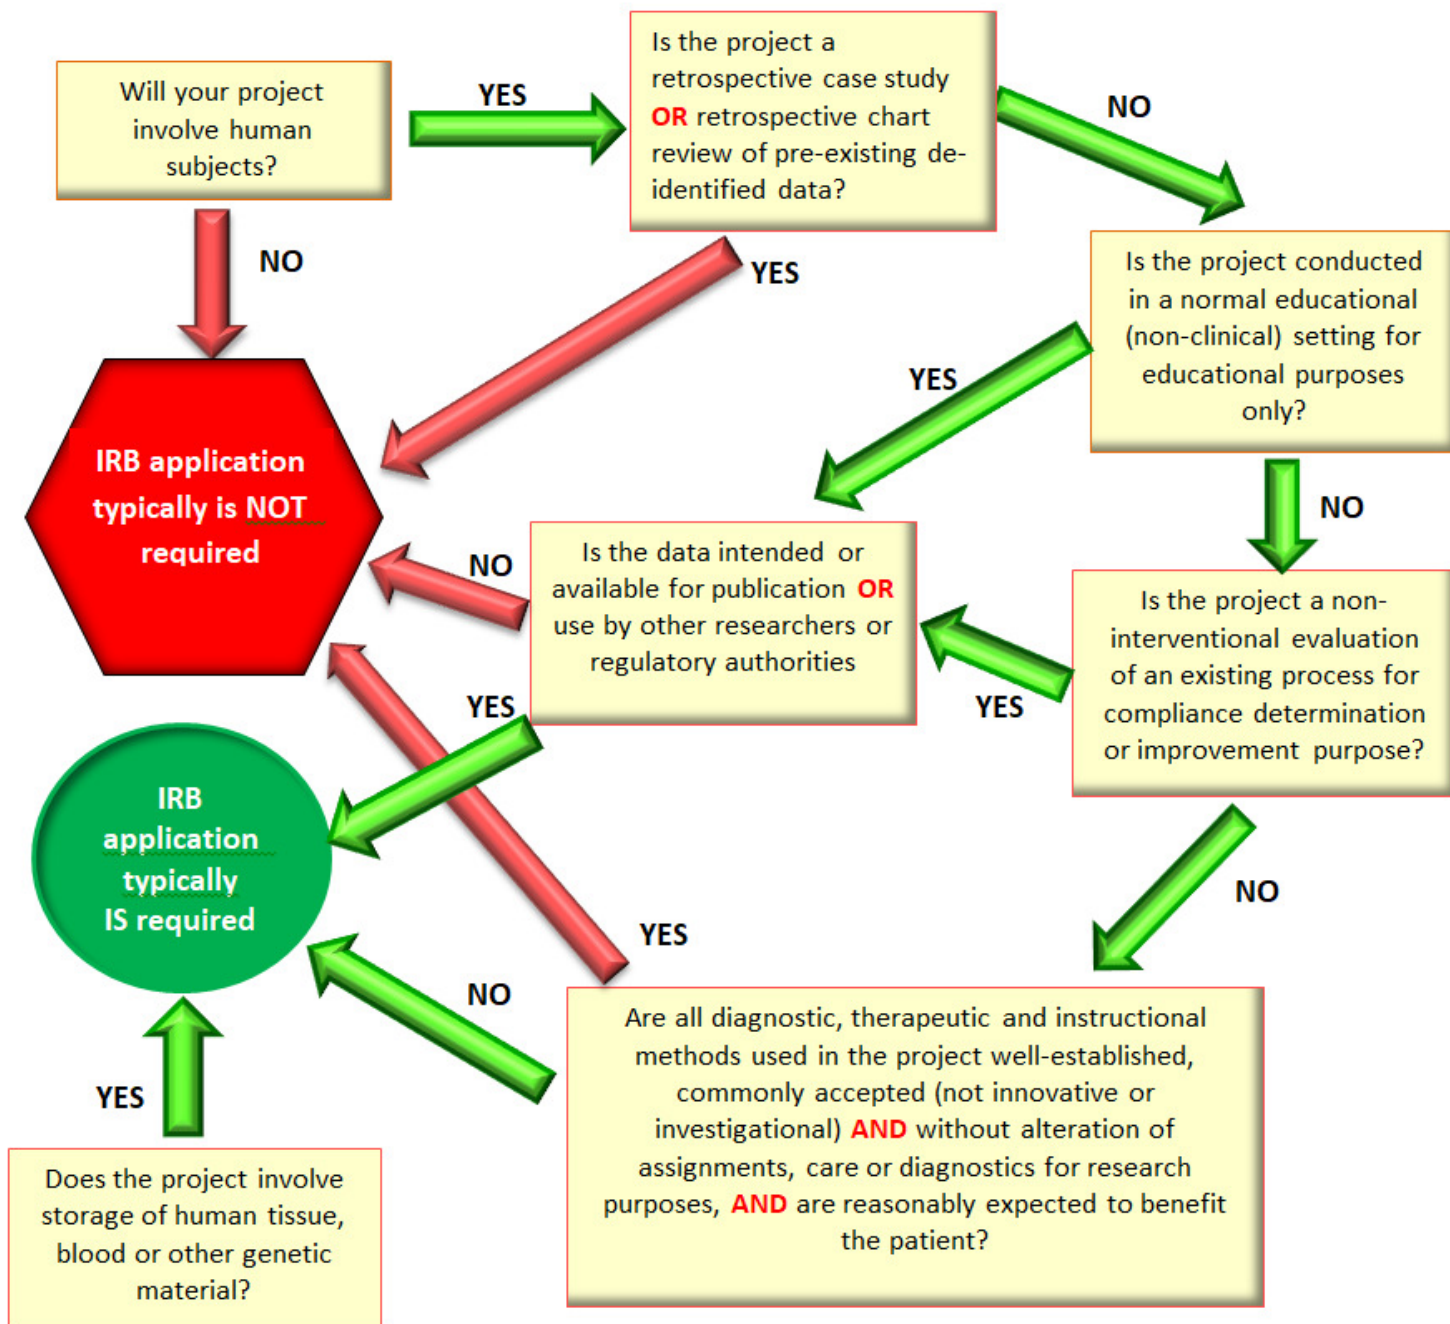 Will your project
involve human
subjects?
YES
Is the project a
retrospective case study
OR retrospective chart
review of pre-existing de-
identified data?
NO
NO
YES
Is the project conducted
in a normal educational
(non-clinical) setting for
educational purposes
only?
YES
NO
IRB application
typically is NOT
required
NO
Is the data intended or
available for publication OR
use by other researchers or
regulatory authorities
Is the project a non-
interventional evaluation
of an existing process for
compliance determination
or improvement purpose?
YES
YES
NO
IRB
application
typically
IS required
YES
NO
Are all diagnostic, therapeutic and instructional
methods used in the project well-established,
commonly accepted (not innovative or
investigational) AND without alteration of
assignments, care or diagnostics for research
purposes, AND are reasonably expected to benefit
the patient?
YES
Does the project involve
storage of human tissue,
blood or other genetic
material?